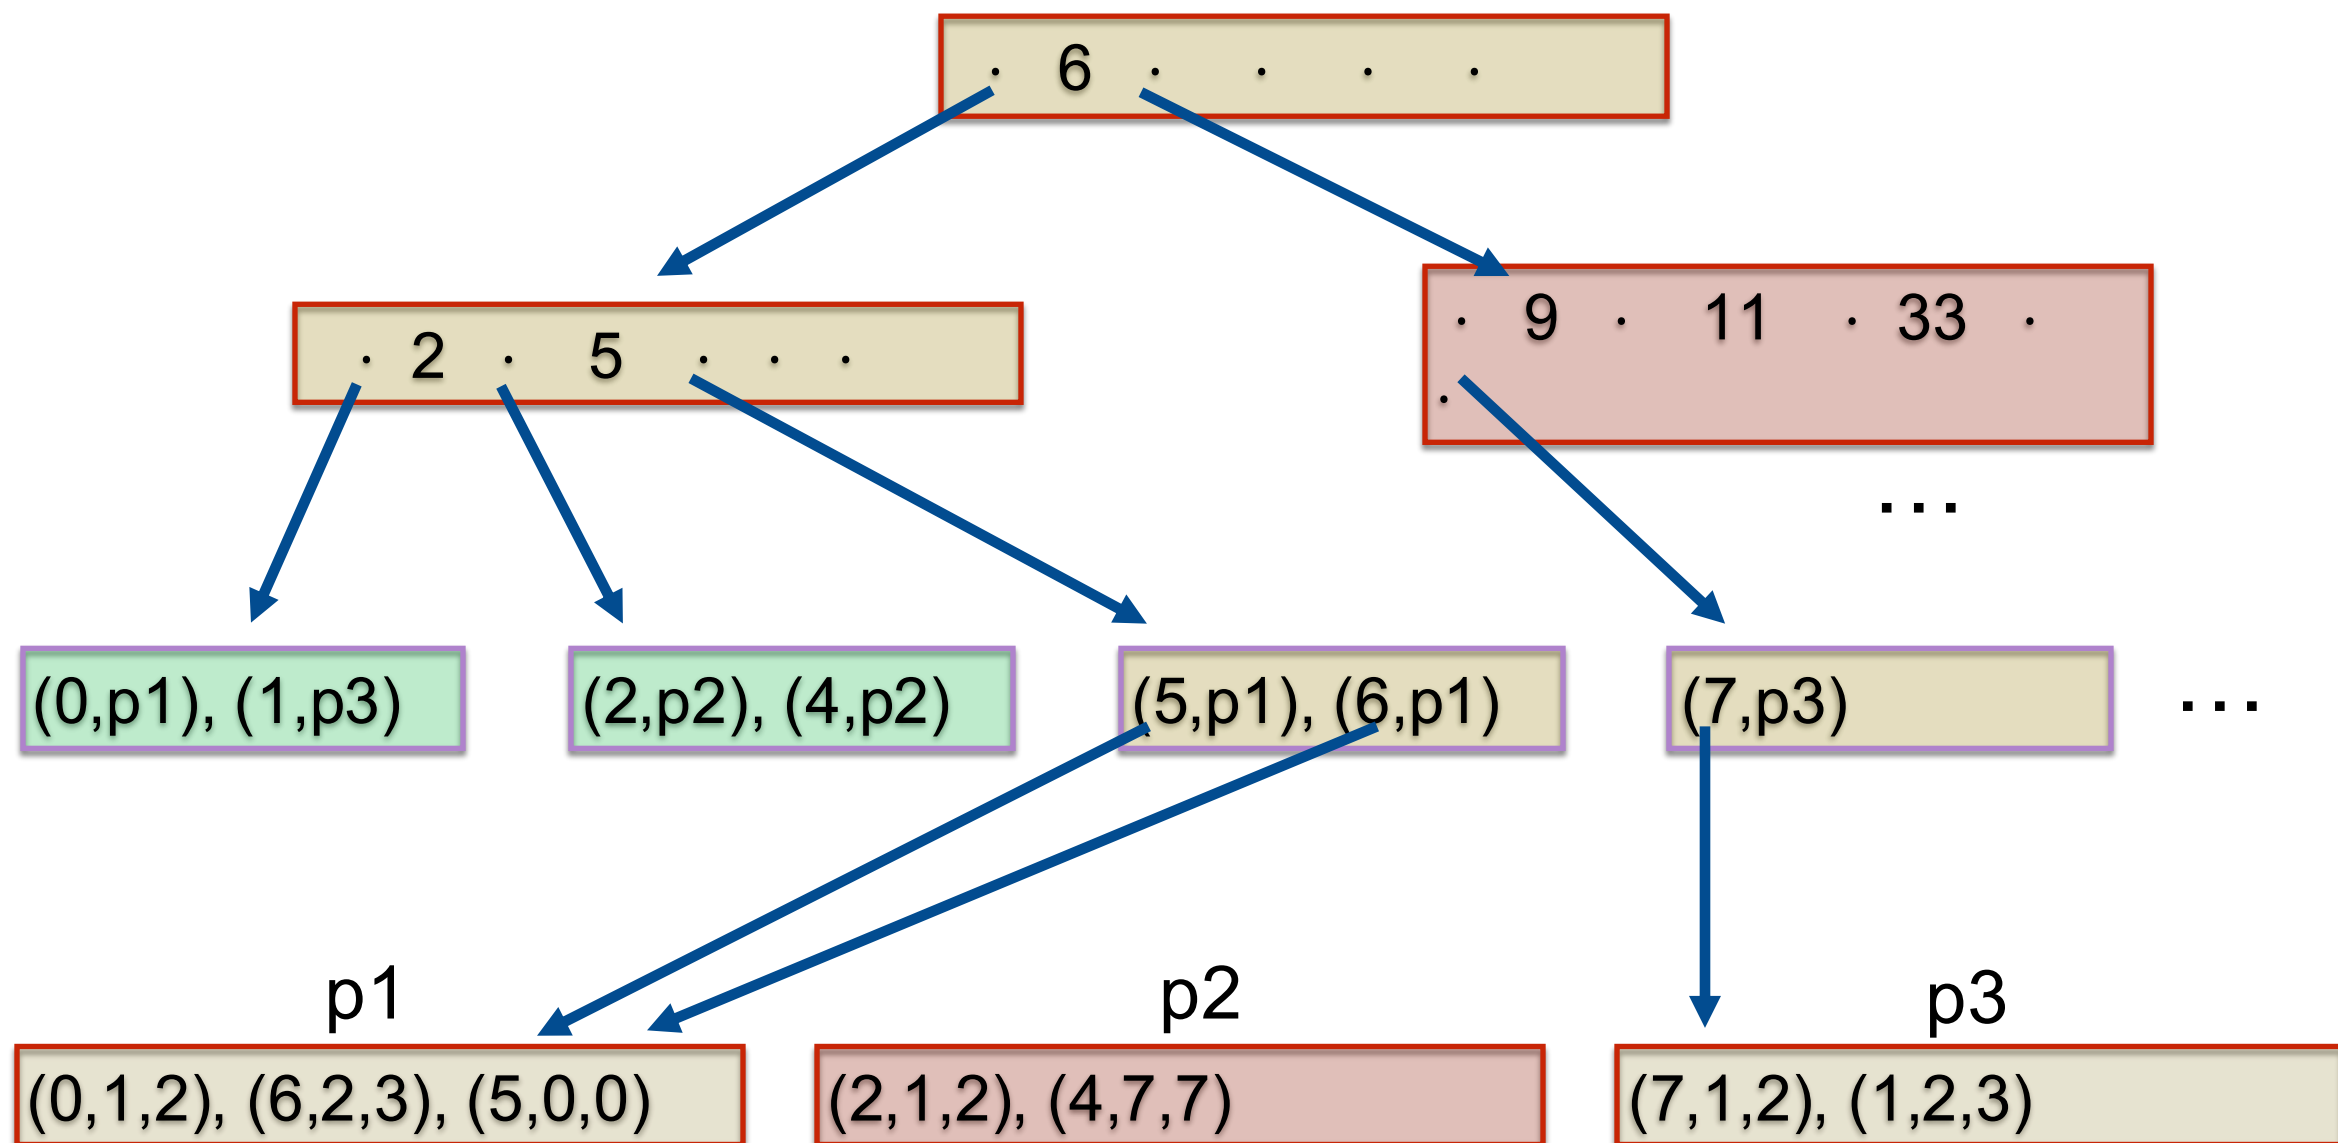 · 6 · · · ·
· 2 · 5 · · ·
· 9 · 11 · 33 ·
·
...
(0,p1), (1,p3)
(2,p2), (4,p2)
(5,p1), (6,p1)
(7,p3)
...
p1
p2
p3
(0,1,2), (6,2,3), (5,0,0)
(2,1,2), (4,7,7)
(7,1,2), (1,2,3)